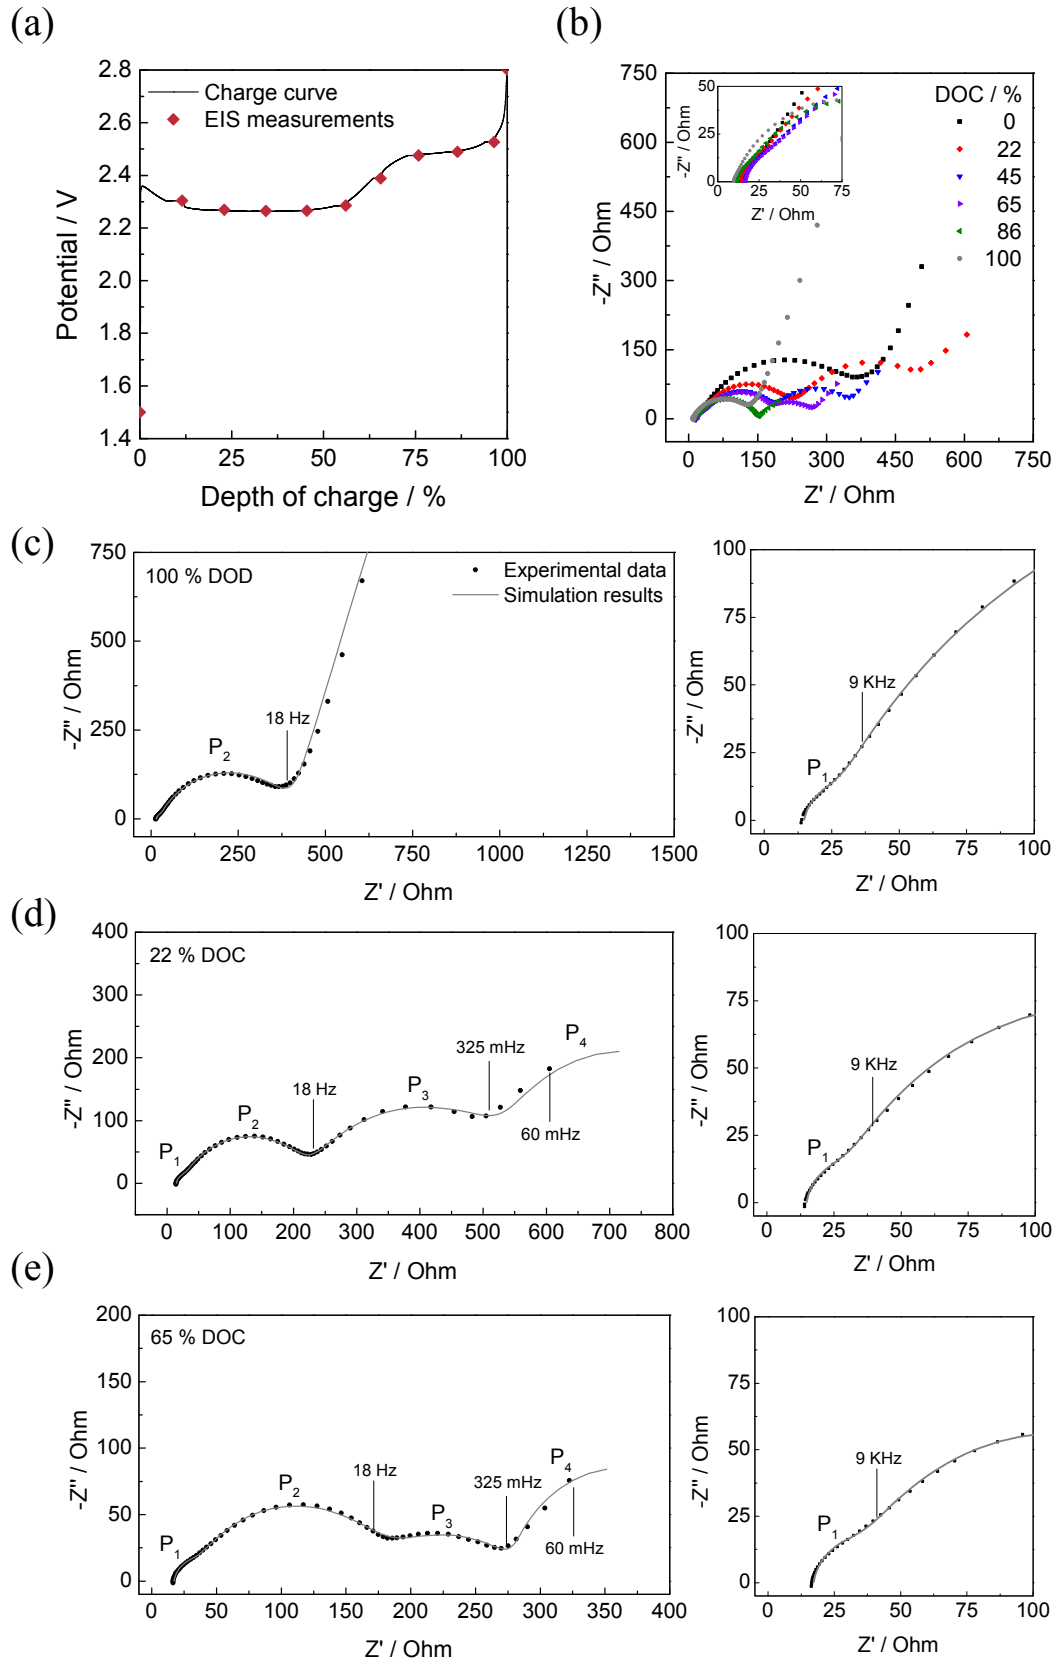 (a)
2.8
2.6
2.4
2.2
2.0
1.8
1.6
1.4
Potential / V
Charge curve
EIS measurements
0
25
50
75
100
Depth of charge / %
(b)
750
600
450
300
150
0
-Z'' / Ohm
50
25
0
-Z'' / Ohm
0
25
50
75
Z' / Ohm
DOC / %
0
22
45
65
86
100
0
150
300
450
600
750
Z' / Ohm
(c)
750
500
250
0
-Z'' / Ohm
100 % DOD
Experimental data
Simulation results
18 Hz
P2
0
250
500
750
1000
1250
1500
Z' / Ohm
100
75
50
25
0
-Z'' / Ohm
9 KHz
P1
0
25
50
75
100
Z' / Ohm
(d)
400
300
200
100
0
-Z'' / Ohm
22 % DOC
P1
P2
18 Hz
P3
325 mHz
P4
60 mHz
0
100
200
300
400
500
600
700
800
Z' / Ohm
100
75
50
25
0
-Z'' / Ohm
9 KHz
P1
0
25
50
75
100
Z' / Ohm
(e)
200
150
100
50
0
-Z'' / Ohm
65 % DOC
P1
P2
18 Hz
P3
325 mHz
P4
60 mHz
0
50
100
150
200
250
300
350
400
Z' / Ohm
100
75
50
25
0
-Z'' / Ohm
9 KHz
P1
0
25
50
75
100
Z' / Ohm